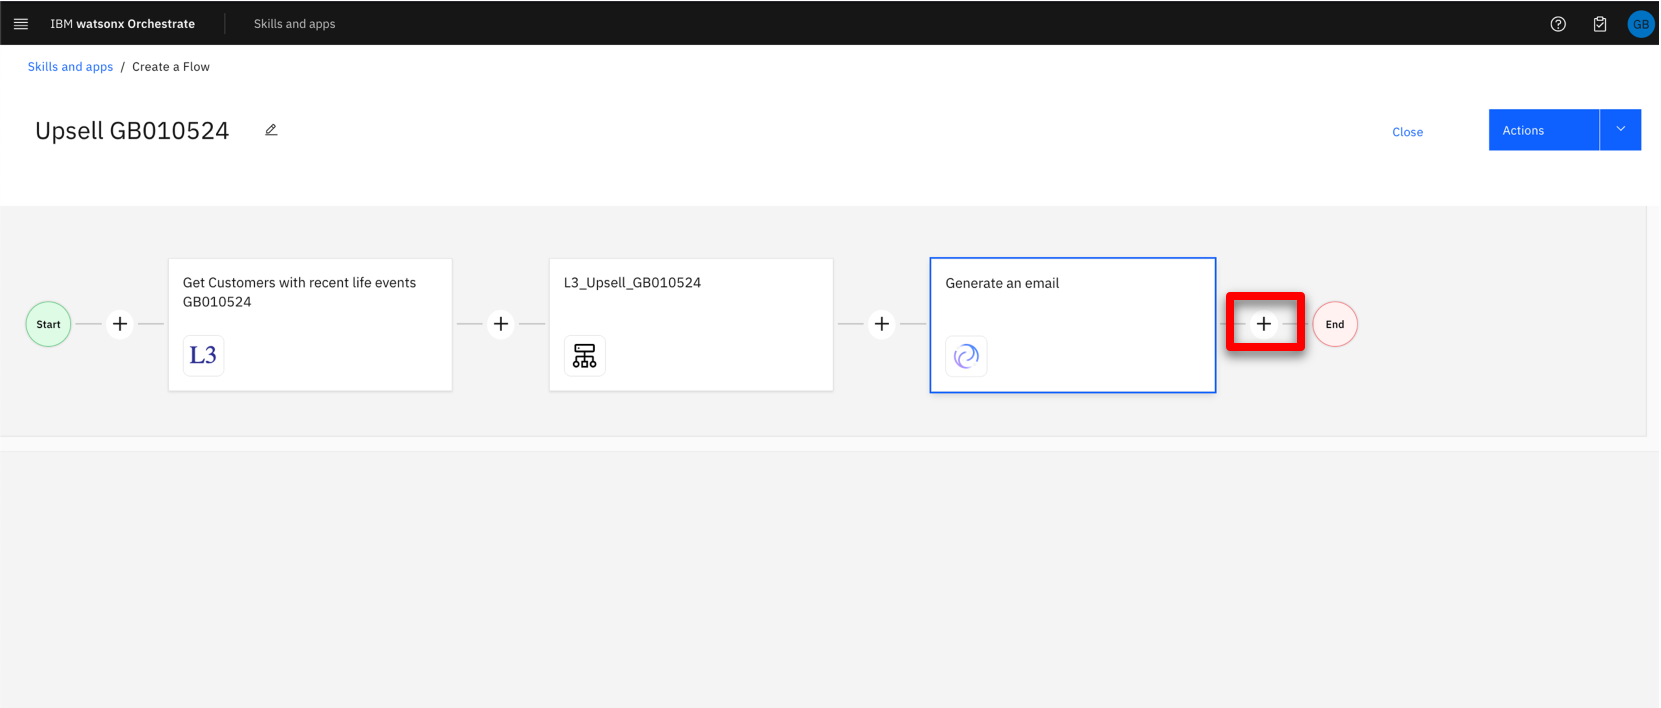 IBM watsonx Orchestrate
Skills and apps
GB
Skills and apps / Create a Flow
Upsell GB010524
Close
Actions
Start
Get Customers with recent life events
GB010524
L3
L3_Upsell_GB010524
Generate an email
End